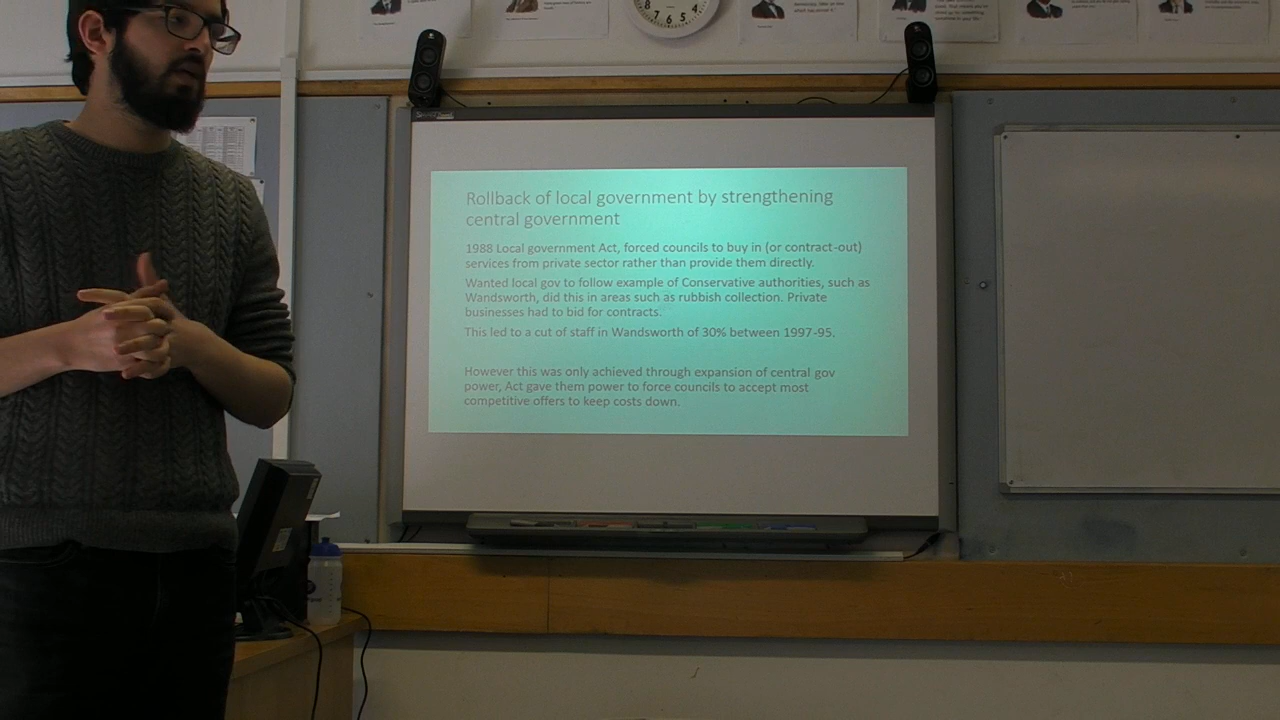 8 7 6 5 4
Rollback of local government by strengthening
central government
1988 Local government Act, forced councils to buy in (or contract-out)
services from private sector rather than provide them directly.
Wanted local gov to follow example of Conservative authorities, such as
Wandsworth, did this in areas such as rubbish collection. Private
businesses had to bid for contracts.
This led to a cut of staff in Wandsworth of 30% between 1997-95.
However this was only achieved through expansion of central gov
power, Act gave them power to force councils to accept most
competitive offers to keep costs down.